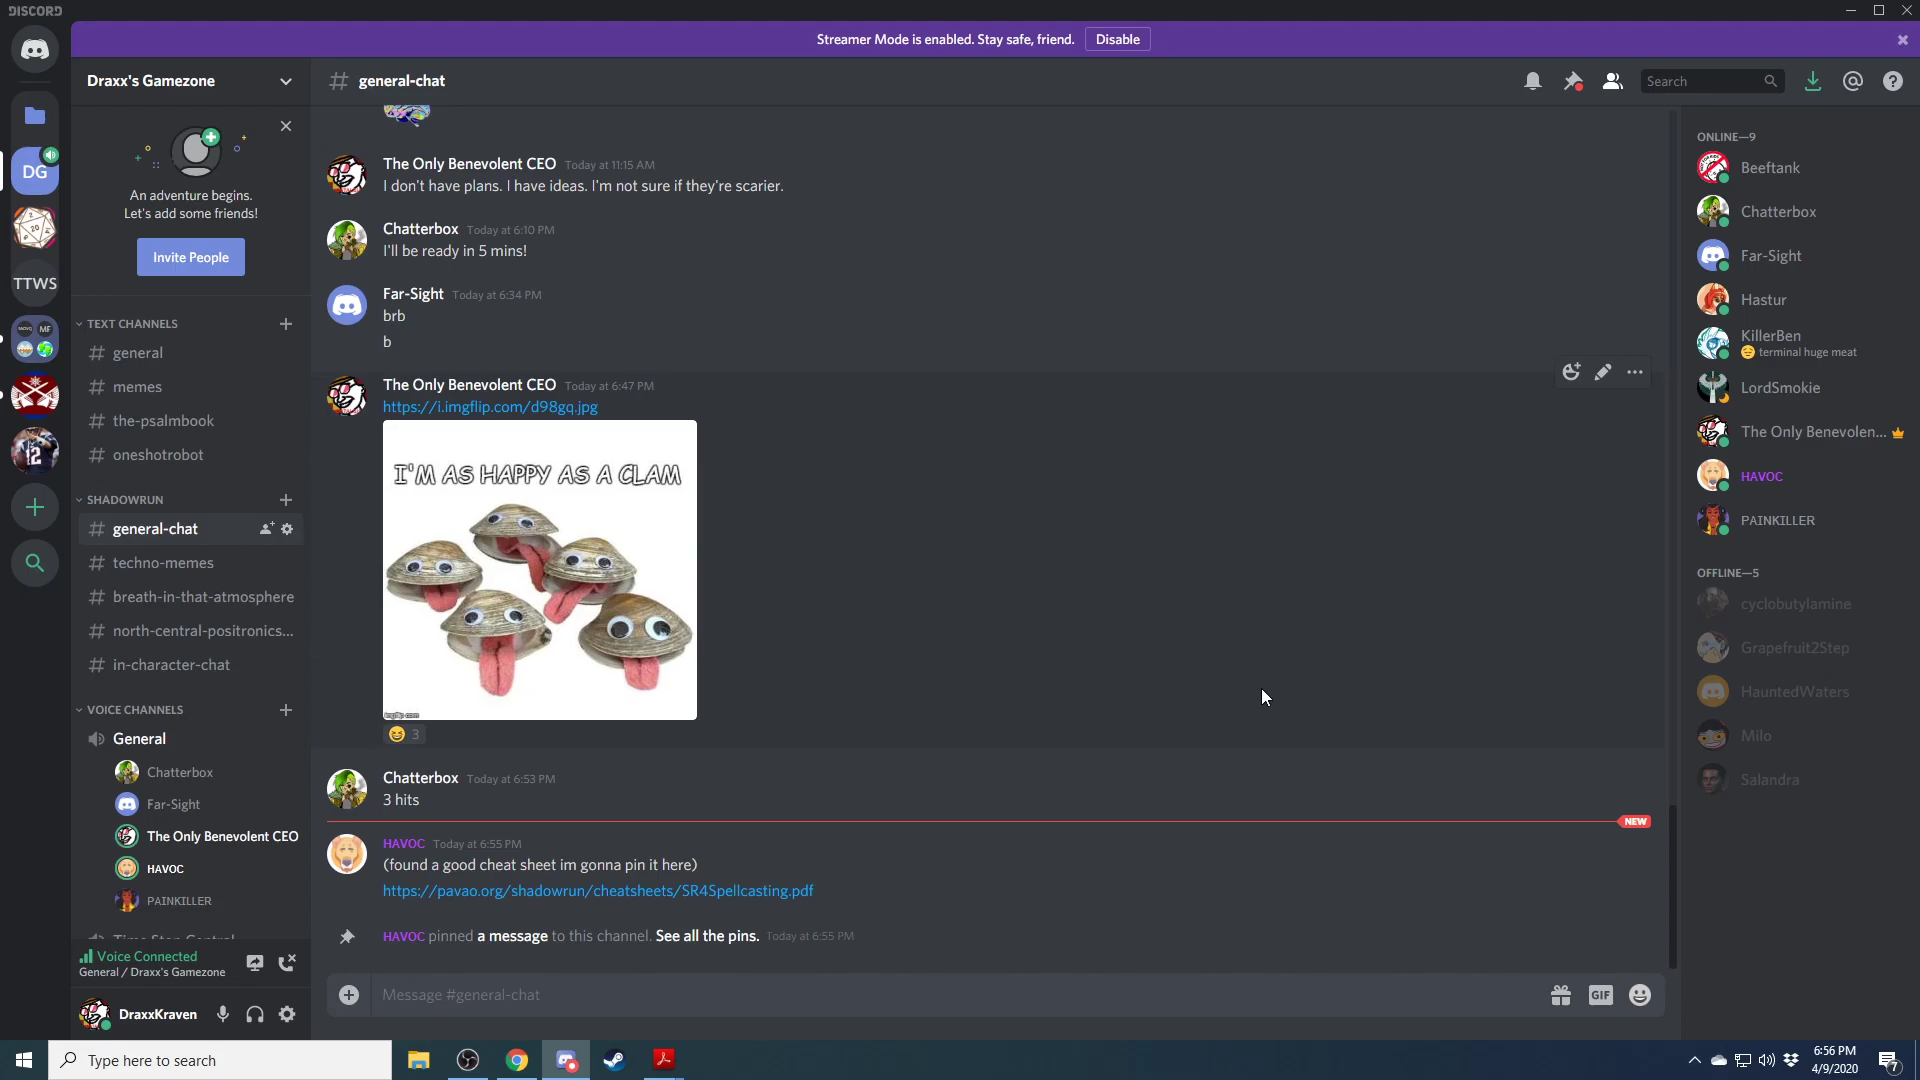 DISCORD
Streamer Mode is enabled. Stay safe, friend.
Disable
Draxx's Gamezone
general-chat
Search
An adventure begins.
Let's add some friends!
Invite People
DG
TTWS
MF
20
12
TEXT CHANNELS
general
memes
the-psalmbook
oneshotrobot
SHADOWRUN
general-chat
techno-memes
breath-in-that-atmosphere
north-central-positronics...
in-character-chat
VOICE CHANNELS
General
Chatterbox
Far-Sight
The Only Benevolent CEO
HAVOC
PAINKILLER
Voice Connected
General / Draxx's Gamezone
DraxxKraven
The Only Benevolent CEO Today at 11:15 AM
I don't have plans. I have ideas. I'm not sure if they're scarier.
Chatterbox Today at 6:10 PM
I'll be ready in 5 mins!
Far-Sight Today at 6:34 PM
brb
b
The Only Benevolent CEO Today at 6:47 PM
https://i.imgflip.com/d98gq.jpg
I'M AS HAPPY AS A CLAM
imgflip.com
3
Chatterbox Today at 6:53 PM
3 hits
NEW
HAVOC Today at 6:55 PM
(found a good cheat sheet im gonna pin it here)
https://pavao.org/shadowrun/cheatsheets/SR4Spellcasting.pdf
HAVOC pinned a message to this channel. See all the pins. Today at 6:55 PM
Message #general-chat
GIF
ONLINE—9
Beeftank
Chatterbox
Far-Sight
Hastur
KillerBen
terminal huge meat
LordSmokie
The Only Benevolen...
HAVOC
PAINKILLER
OFFLINE—5
cyclobutylamine
Grapefruit2Step
HauntedWaters
Milo
Salandra
Type here to search
6:56 PM
4/9/2020
7